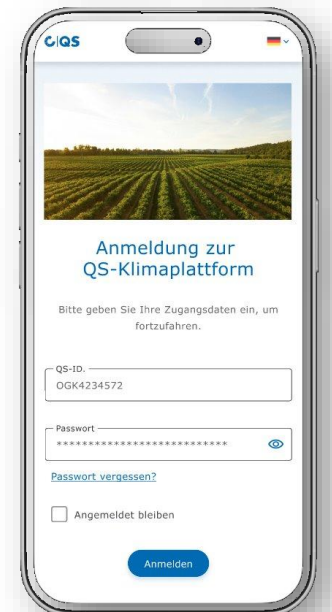 QS
Anmeldung zur
QS-Klimaplattform
Bitte geben Sie Ihre Zugangsdaten ein, um
fortzufahren.
QS-ID.
OGK4234572
Passwort
***************************
Passwort vergessen?
Angemeldet bleiben
Anmelden